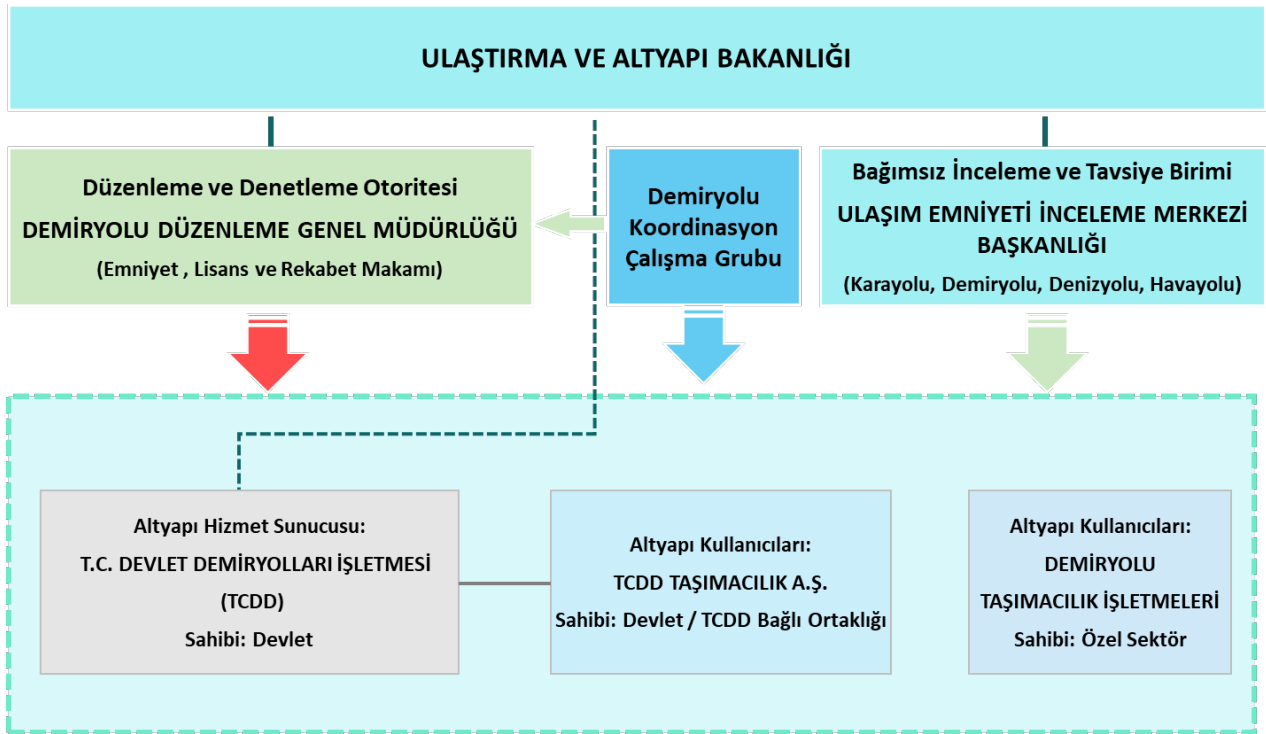 ULAŞTIRMA VE ALTYAPI BAKANLIĞI
Düzenleme ve Denetleme Otoritesi
DEMİRYOLU DÜZENLEME GENEL MÜDÜRLÜĞÜ
(Emniyet , Lisans ve Rekabet Makamı)
Demiryolu
Koordinasyon
Çalışma Grubu
Bağımsız İnceleme ve Tavsiye Birimi
ULAŞIM EMNİYETİ İNCELEME MERKEZİ
BAŞKANLIĞI
(Karayolu, Demiryolu, Denizyolu, Havayolu)
Altyapı Hizmet Sunucusu:
T.C. DEVLET DEMİRYOLLARI İŞLETMESİ
(TCDD)
Sahibi: Devlet
Altyapı Kullanıcıları:
TCDD TAŞIMACILIK A.Ş.
Sahibi: Devlet / TCDD Bağlı Ortaklığı
Altyapı Kullanıcıları:
DEMİRYOLU
TAŞIMACILIK İŞLETMELERİ
Sahibi: Özel Sektör